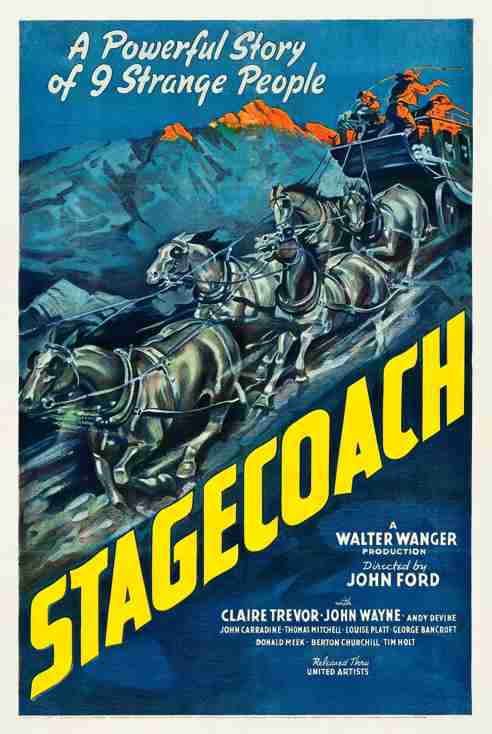 A Powerful Story
of 9 Strange People
STAGECOACH
A
WALTER WANGER
PRODUCTION
Directed by
JOHN FORD
with
CLAIRE TREVOR · JOHN WAYNE · ANDY DEVINE
JOHN CARRADINE · THOMAS MITCHELL · LOUISE PLATT · GEORGE BANCROFT
DONALD MEEK · BERTON CHURCHILL TIM HOLT
Released Thru
UNITED ARTISTS